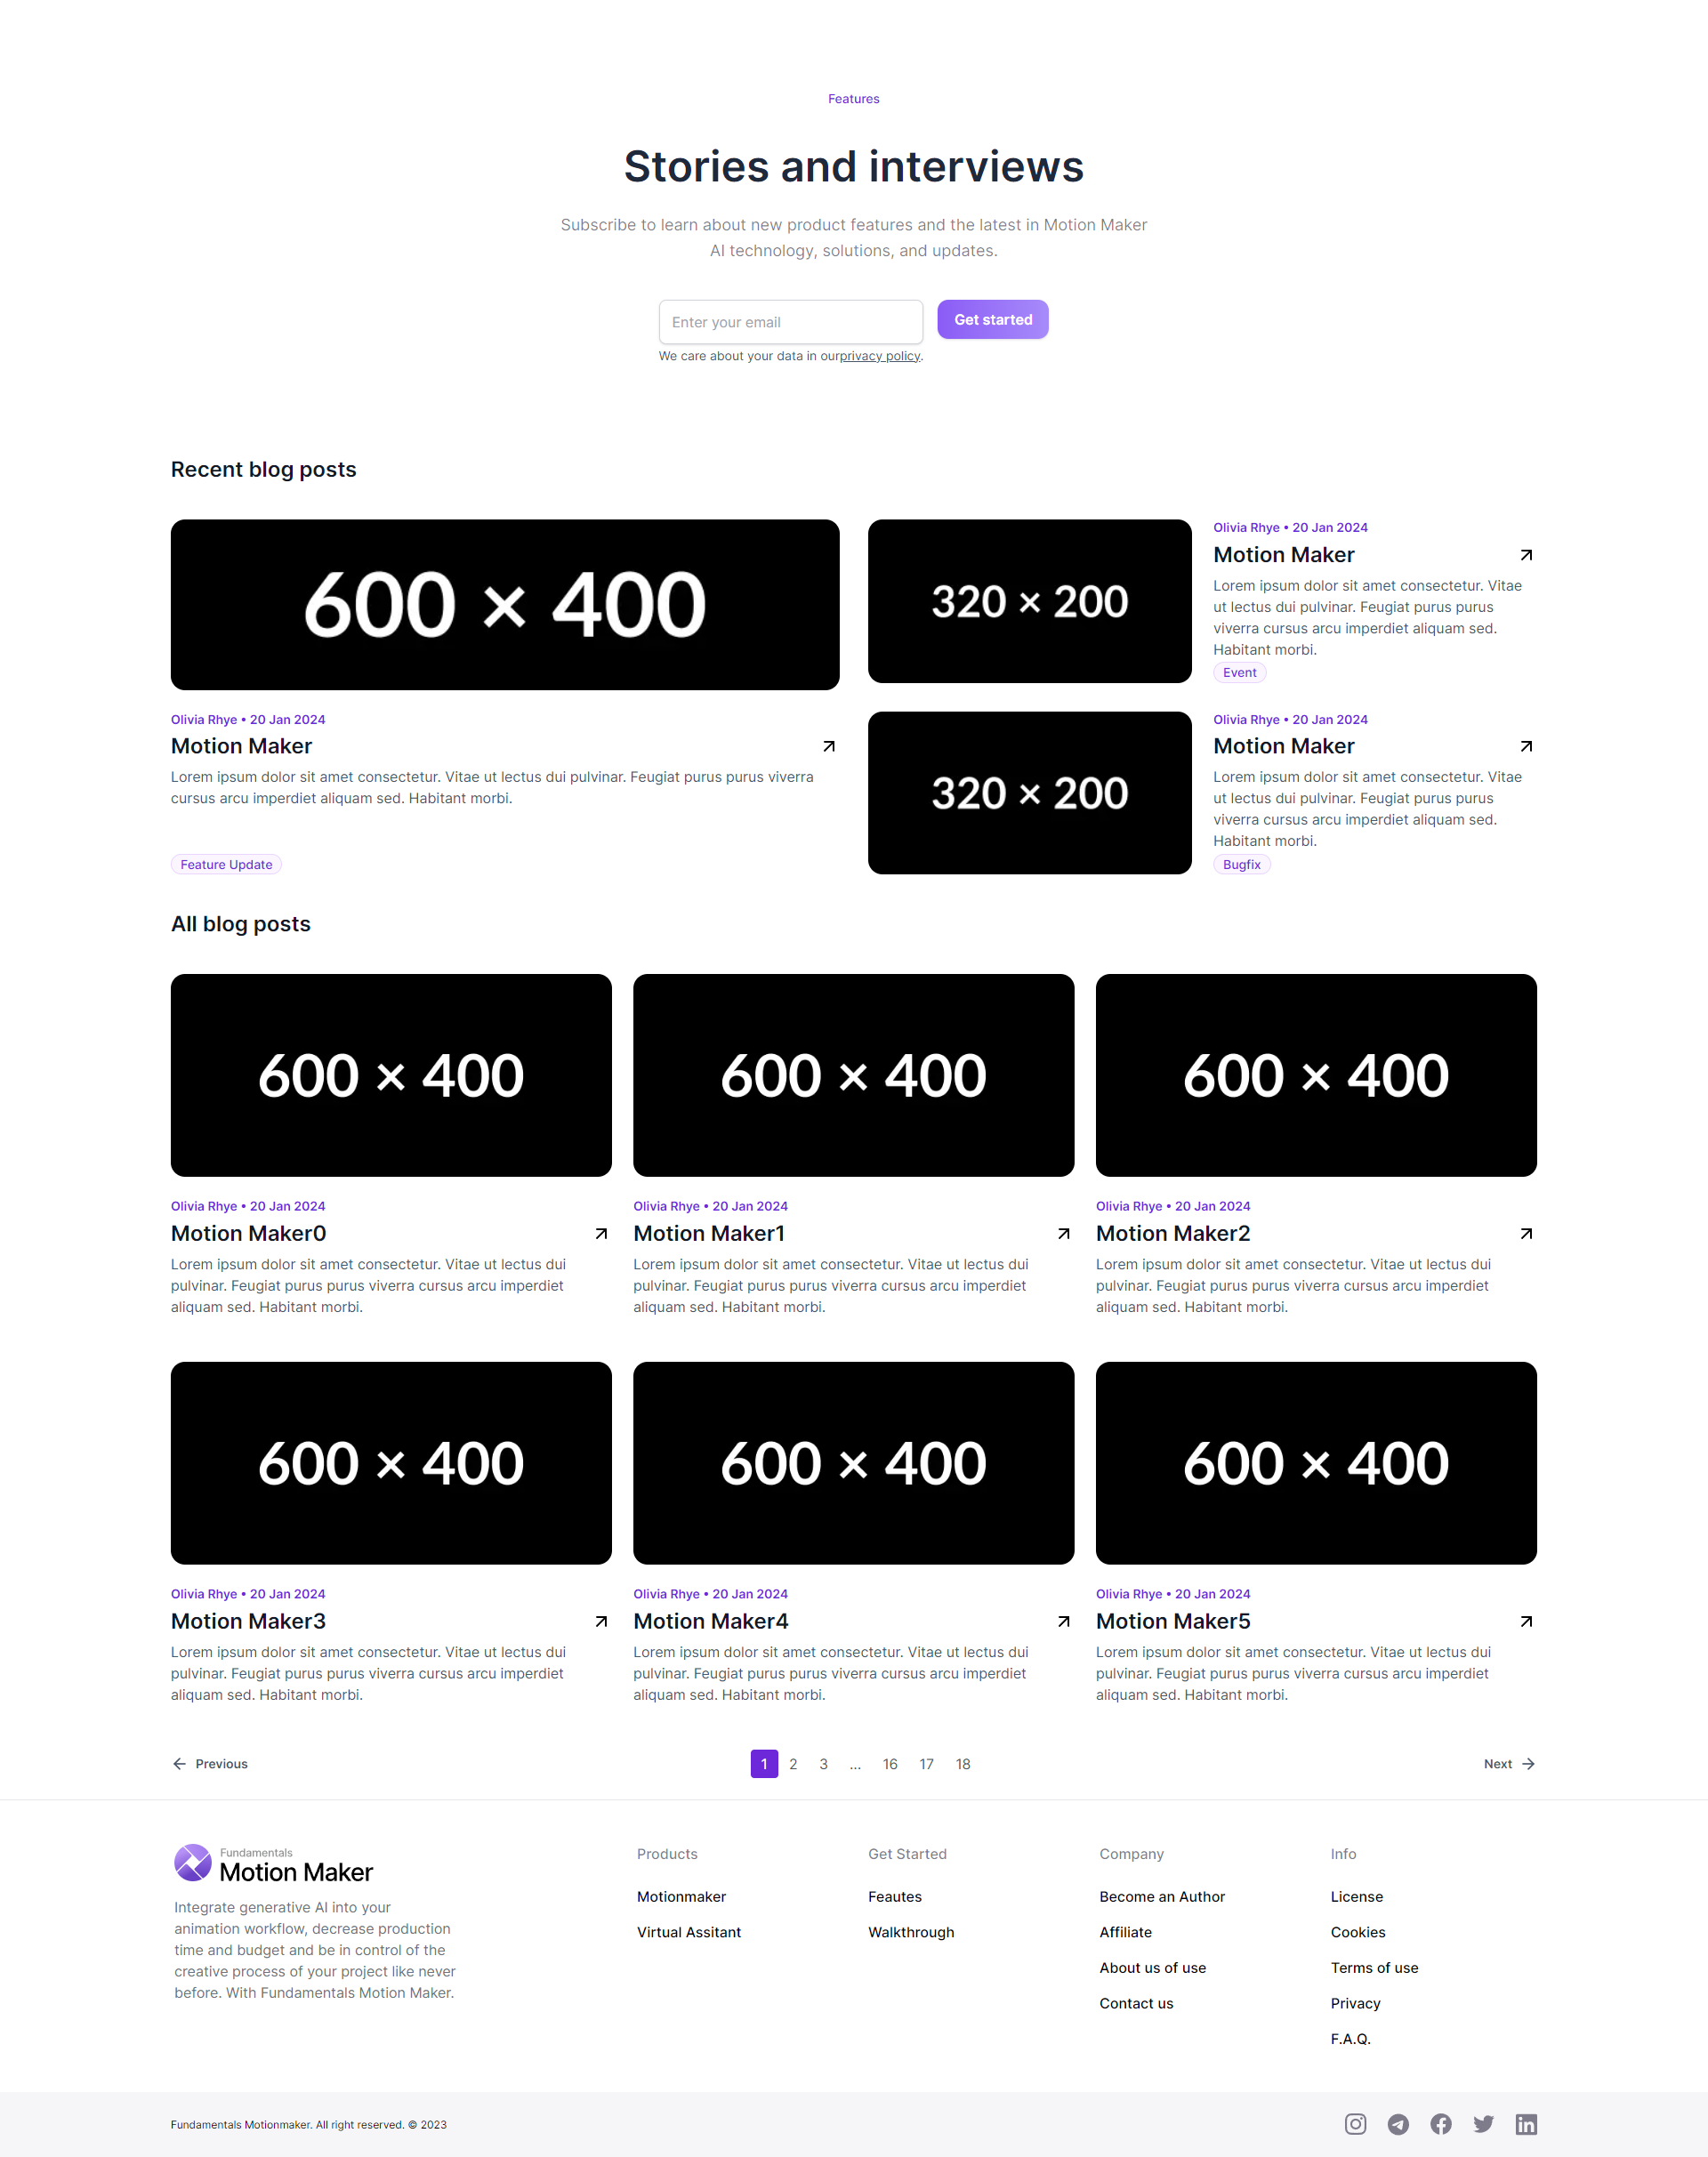 Features
Stories and interviews
Subscribe to learn about new product features and the latest in Motion Maker
AI technology, solutions, and updates.
Enter your email
Get started
We care about your data in ourprivacy policy.
Recent blog posts
600 × 400
Olivia Rhye • 20 Jan 2024
Motion Maker
Lorem ipsum dolor sit amet consectetur. Vitae ut lectus dui pulvinar. Feugiat purus purus viverra
cursus arcu imperdiet aliquam sed. Habitant morbi.
Feature Update
320 × 200
Olivia Rhye • 20 Jan 2024
Motion Maker
Lorem ipsum dolor sit amet consectetur. Vitae
ut lectus dui pulvinar. Feugiat purus purus
viverra cursus arcu imperdiet aliquam sed.
Habitant morbi.
Event
320 × 200
Olivia Rhye • 20 Jan 2024
Motion Maker
Lorem ipsum dolor sit amet consectetur. Vitae
ut lectus dui pulvinar. Feugiat purus purus
viverra cursus arcu imperdiet aliquam sed.
Habitant morbi.
Bugfix
All blog posts
600 × 400
Olivia Rhye • 20 Jan 2024
Motion Maker0
Lorem ipsum dolor sit amet consectetur. Vitae ut lectus dui
pulvinar. Feugiat purus purus viverra cursus arcu imperdiet
aliquam sed. Habitant morbi.
600 × 400
Olivia Rhye • 20 Jan 2024
Motion Maker1
Lorem ipsum dolor sit amet consectetur. Vitae ut lectus dui
pulvinar. Feugiat purus purus viverra cursus arcu imperdiet
aliquam sed. Habitant morbi.
600 × 400
Olivia Rhye • 20 Jan 2024
Motion Maker2
Lorem ipsum dolor sit amet consectetur. Vitae ut lectus dui
pulvinar. Feugiat purus purus viverra cursus arcu imperdiet
aliquam sed. Habitant morbi.
600 × 400
Olivia Rhye • 20 Jan 2024
Motion Maker3
Lorem ipsum dolor sit amet consectetur. Vitae ut lectus dui
pulvinar. Feugiat purus purus viverra cursus arcu imperdiet
aliquam sed. Habitant morbi.
600 × 400
Olivia Rhye • 20 Jan 2024
Motion Maker4
Lorem ipsum dolor sit amet consectetur. Vitae ut lectus dui
pulvinar. Feugiat purus purus viverra cursus arcu imperdiet
aliquam sed. Habitant morbi.
600 × 400
Olivia Rhye • 20 Jan 2024
Motion Maker5
Lorem ipsum dolor sit amet consectetur. Vitae ut lectus dui
pulvinar. Feugiat purus purus viverra cursus arcu imperdiet
aliquam sed. Habitant morbi.
Previous 1 2 3 ... 16 17 18 Next
Fundamentals
Motion Maker
Integrate generative AI into your
animation workflow, decrease production
time and budget and be in control of the
creative process of your project like never
before. With Fundamentals Motion Maker.
Products
Motionmaker
Virtual Assitant
Get Started
Feautes
Walkthrough
Company
Become an Author
Affiliate
About us of use
Contact us
Info
License
Cookies
Terms of use
Privacy
F.A.Q.
Fundamentals Motionmaker. All right reserved. © 2023